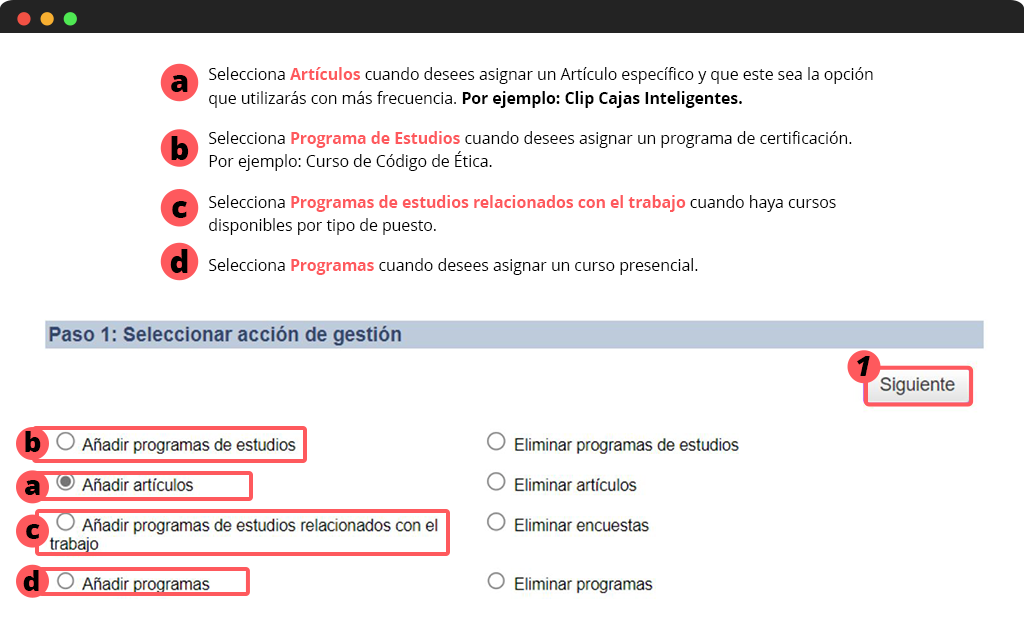 a Selecciona Artículos cuando desees asignar un Artículo específico y que este sea la opción
que utilizarás con más frecuencia. Por ejemplo: Clip Cajas Inteligentes.
b Selecciona Programa de Estudios cuando desees asignar un programa de certificación.
Por ejemplo: Curso de Código de Ética.
c Selecciona Programas de estudios relacionados con el trabajo cuando haya cursos
disponibles por tipo de puesto.
d Selecciona Programas cuando desees asignar un curso presencial.
Paso 1: Seleccionar acción de gestión
1 Siguiente
b Añadir programas de estudios
Eliminar programas de estudios
a Añadir artículos
Eliminar artículos
c Añadir programas de estudios relacionados con el
trabajo
Eliminar encuestas
d Añadir programas
Eliminar programas